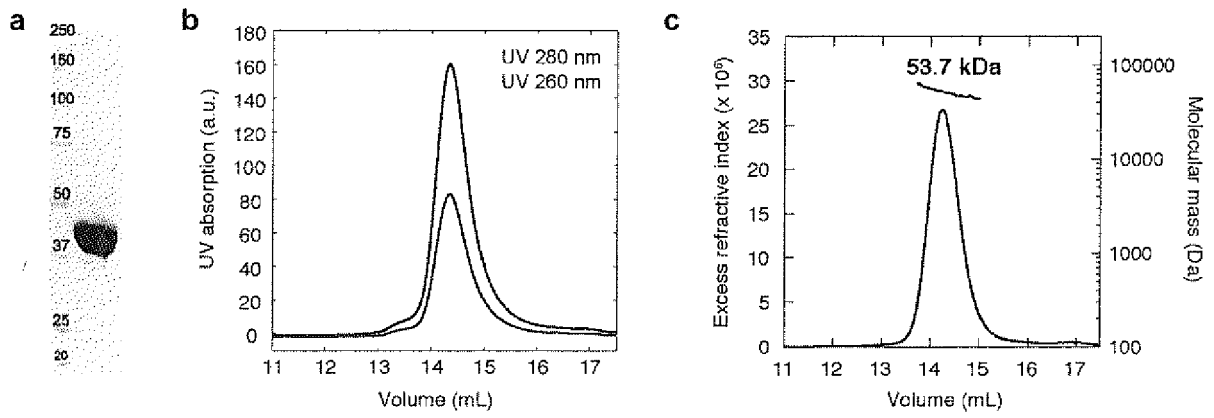 a
250
150
100
75
50
37
25
20
b
180
160
140
120
100
80
60
40
20
0
UV absorption (a.u.)
UV 280 nm
UV 260 nm
11 12 13 14 15 16 17
Volume (mL)
c
35
30
25
20
15
10
5
0
Excess refractive index (x 10⁶)
53.7 kDa
100000
10000
1000
100
Molecular mass (Da)
11 12 13 14 15 16 17
Volume (mL)